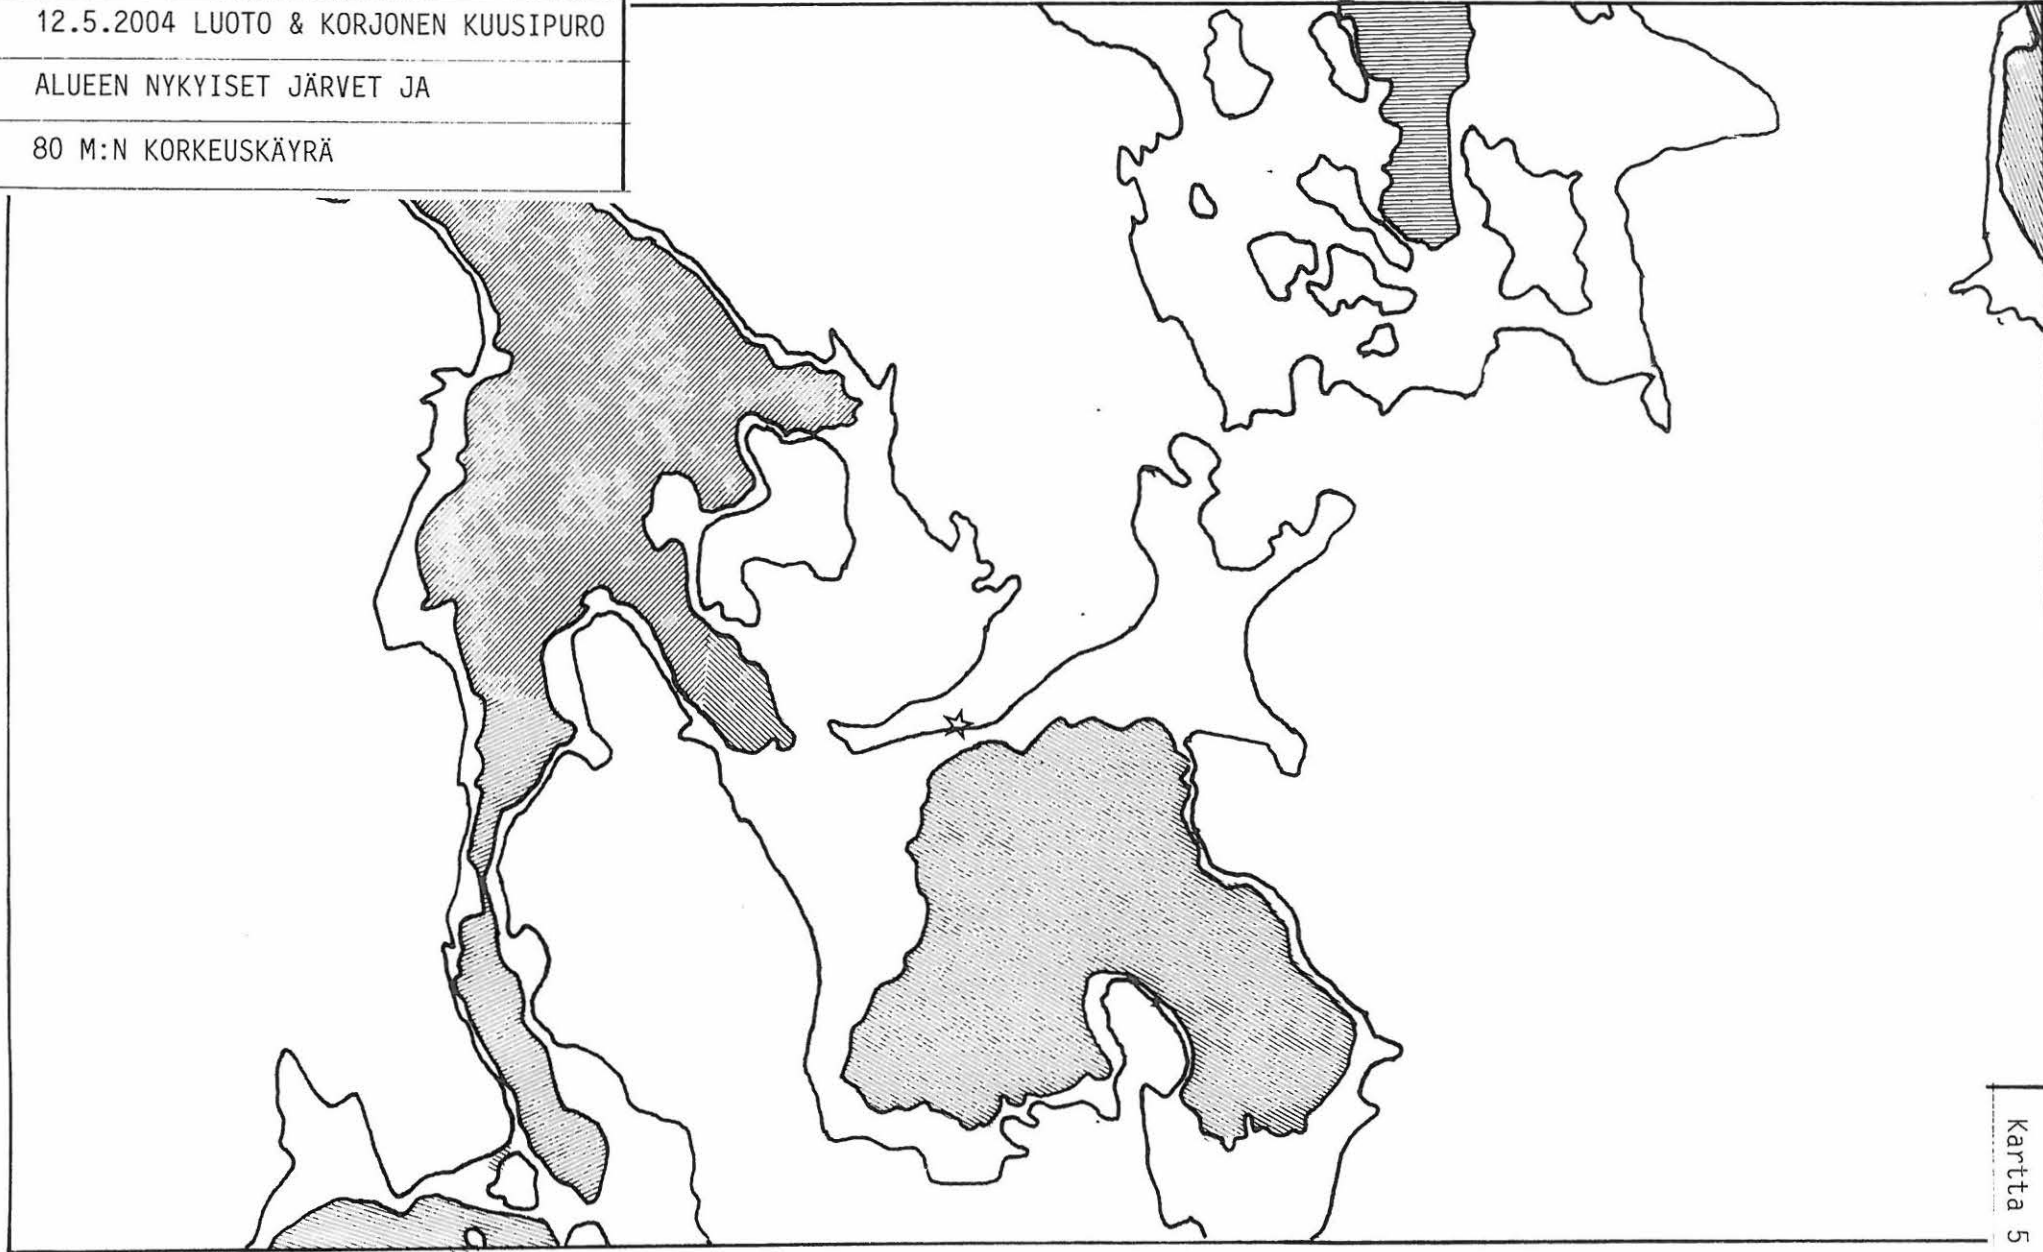 12.5.2004 LUOTO & KORJONEN KUUSIPURO
ALUEEN NYKYISET JÄRVET JA
80 M:N KORKEUSKÄYRÄ
Kartta 5